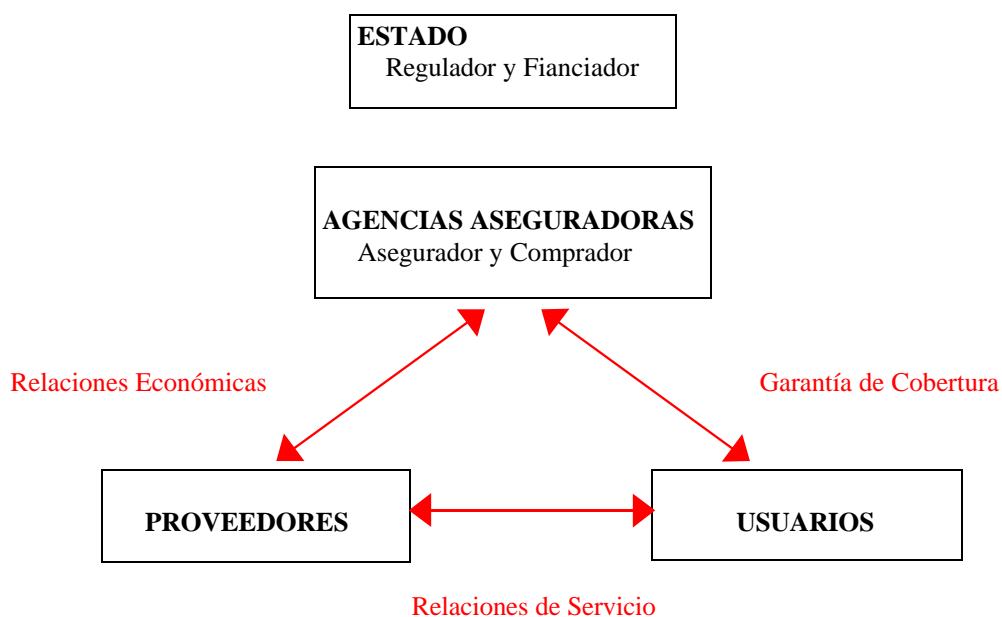 ESTADO
Regulador y Fianciador
AGENCIAS ASEGURADORAS
Asegurador y Comprador
Relaciones Económicas
Garantía de Cobertura
PROVEEDORES
USUARIOS
Relaciones de Servicio